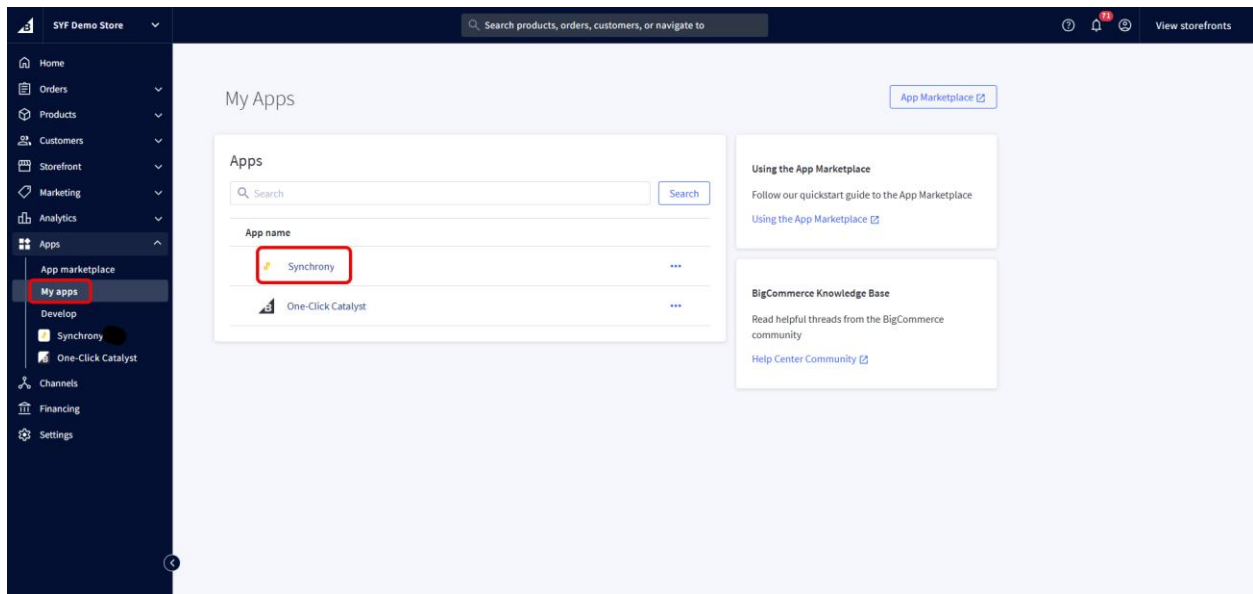 SYF Demo Store
Search products, orders, customers, or navigate to
71
View storefronts
Home
Orders
Products
Customers
Storefront
Marketing
Analytics
Apps
App marketplace
My apps
Develop
Synchrony
One-Click Catalyst
Channels
Financing
Settings
My Apps
App Marketplace
Apps
Search
Search
App name
Synchrony
One-Click Catalyst
Using the App Marketplace
Follow our quickstart guide to the App Marketplace
Using the App Marketplace
BigCommerce Knowledge Base
Read helpful threads from the BigCommerce
community
Help Center Community